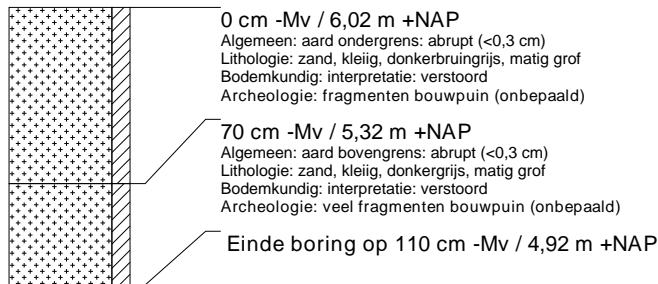 0 cm -Mv / 6,02 m +NAP
Algemeen: aard ondergrens: abrupt (<0,3 cm)
Lithologie: zand, kleiig, donkerbruingrijs, matig grof
Bodemkundig: interpretatie: verstoord
Archeologie: fragmenten bouwpuin (onbepaald)
70 cm -Mv / 5,32 m +NAP
Algemeen: aard bovengrens: abrupt (<0,3 cm)
Lithologie: zand, kleiig, donkergrijs, matig grof
Bodemkundig: interpretatie: verstoord
Archeologie: veel fragmenten bouwpuin (onbepaald)
Einde boring op 110 cm -Mv / 4,92 m +NAP